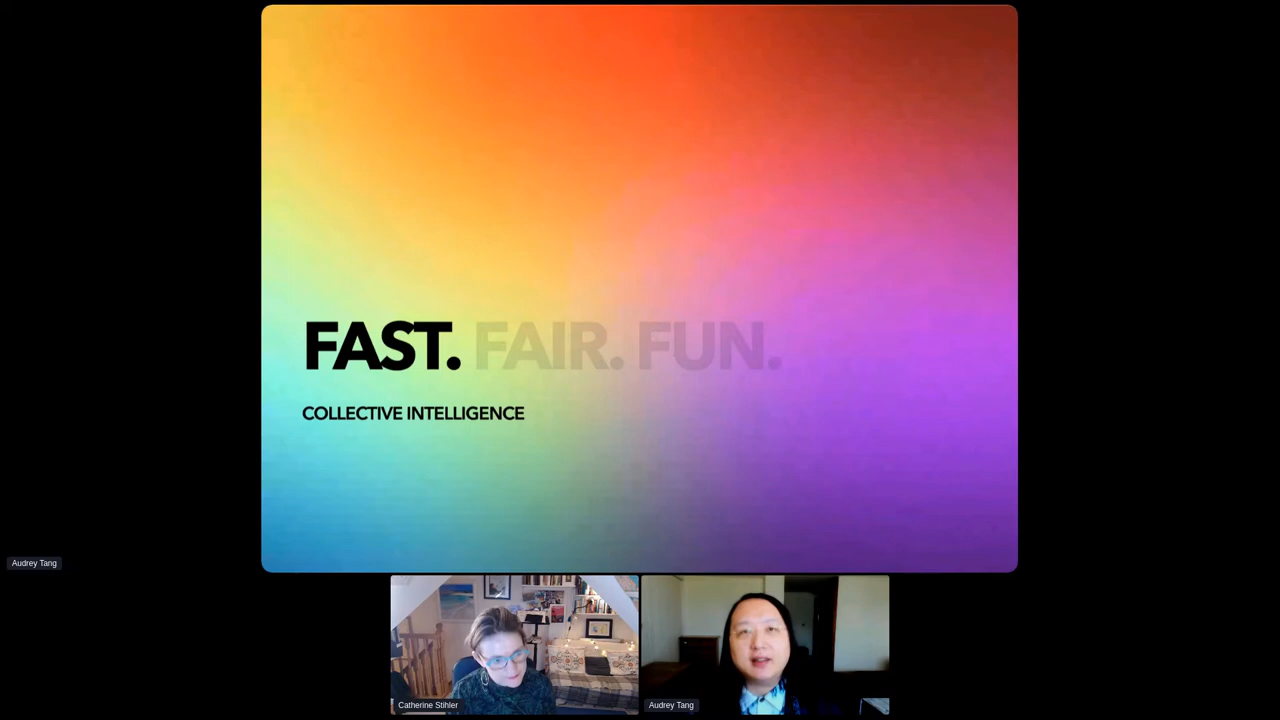 FAST. FAIR. FUN.
COLLECTIVE INTELLIGENCE
Audrey Tang
Catherine Stihler
Audrey Tang